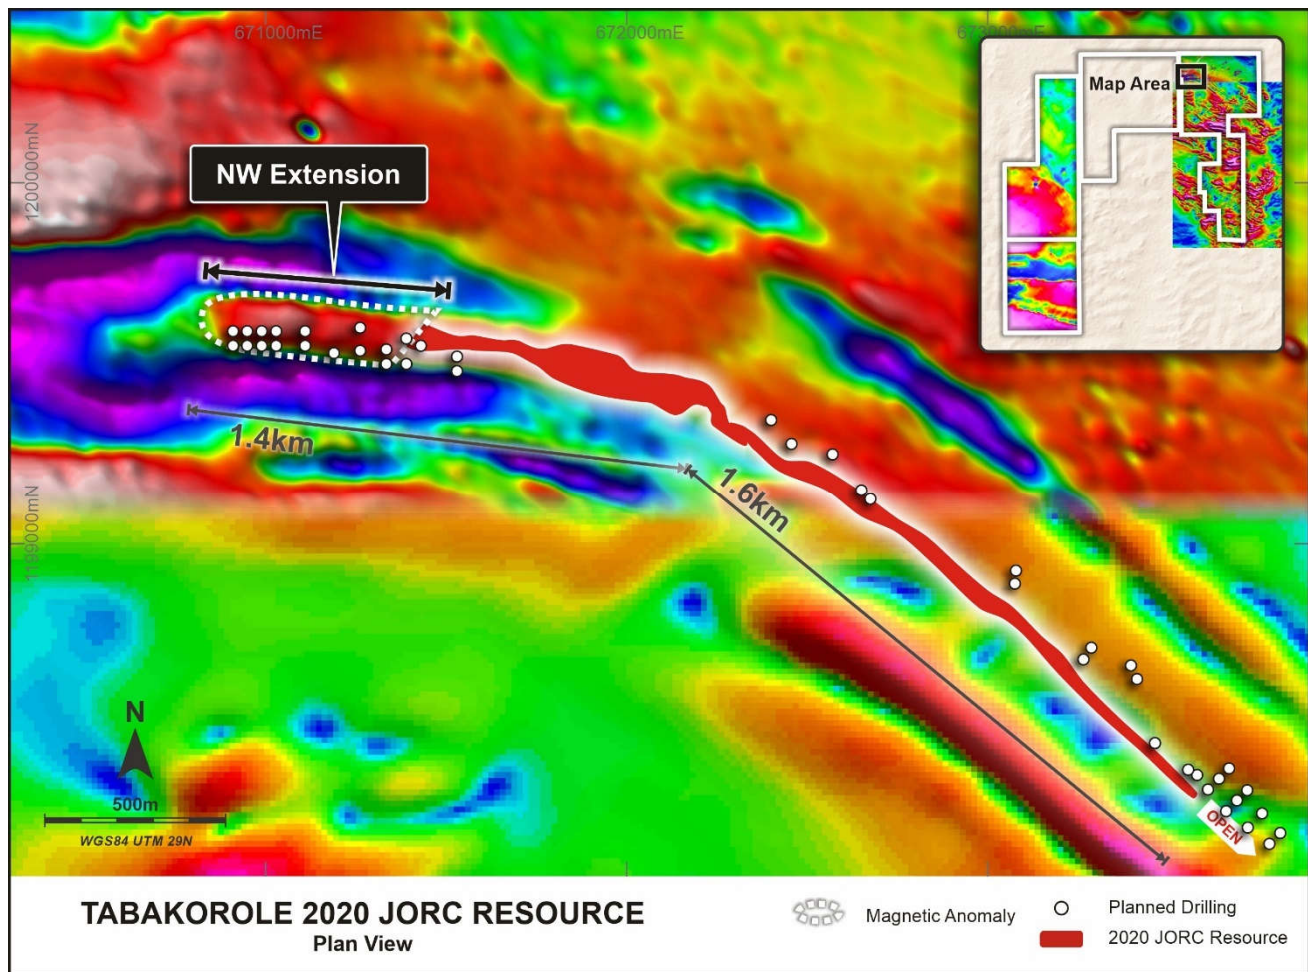 671000mE
672000mE
673000mE
Map Area
NW Extension
1200000mN
1.4km
1.6km
1199000mN
N
500m
WGS84 UTM 29N
OPEN
TABAKOROLE 2020 JORC RESOURCE
Plan View
Magnetic Anomaly
Planned Drilling
2020 JORC Resource